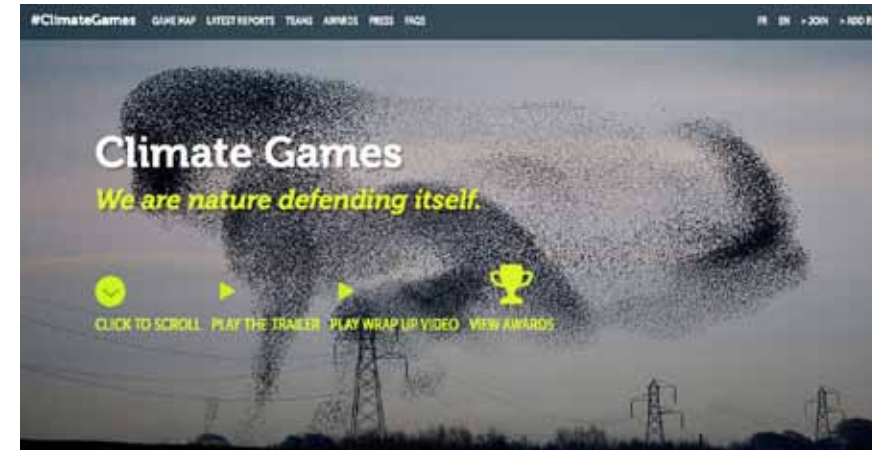 #ClimateGames GAME MAP LATEST REPORTS TEAMS AWARDS PRESS FAQS FR EN > JOIN > ADD
Climate Games
We are nature defending itself.
CLICK TO SCROLL PLAY THE TRAILER PLAY WRAP UP VIDEO VIEW AWARDS